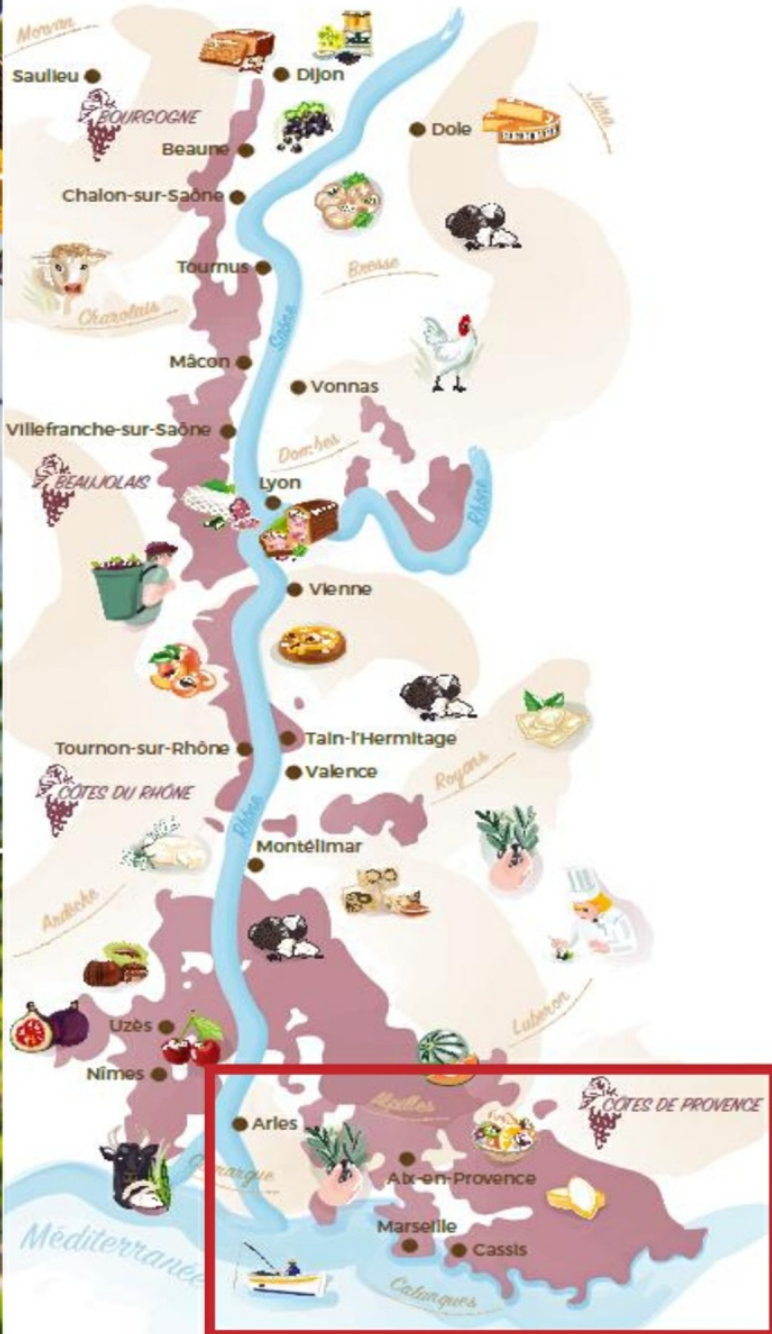 Morvan
Saulieu
Dijon
BOURGOGNE
Jura
Dole
Beaune
Chalon-sur-Saône
Tournus
Bresse
Charolais
Saône
Mâcon
Vonnas
Villefranche-sur-Saône
Dombes
BEAUJOLAIS
Lyon
Rhône
Vienne
Tain-l'Hermitage
Tournon-sur-Rhône
Royans
Valence
CÔTES DU RHÔNE
Rhône
Montélimar
Ardèche
Luberon
Uzès
Nîmes
Alpilles
CÔTES DE PROVENCE
Arles
Camargue
Aix-en-Provence
Marseille
Méditerranée
Cassis
Calanques